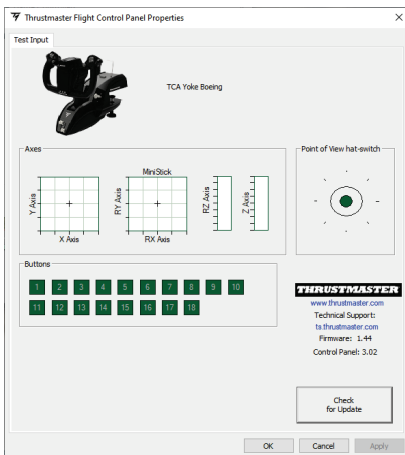 Thrustmaster Flight Control Panel Properties
Test Input
TCA Yoke Boeing
Axes
Point of View hat-switch
MiniStick
Y Axis
RY Axis
RZ Axis
Z Axis
X Axis
RX Axis
Buttons
1 2 3 4 5 6 7 8 9 10
11 12 13 14 15 16 17 18
THRUSTMASTER
www.thrustmaster.com
Technical Support:
ts.thrustmaster.com
Firmware: 1.44
Control Panel: 3.02
Check
for Update
OK Cancel Apply